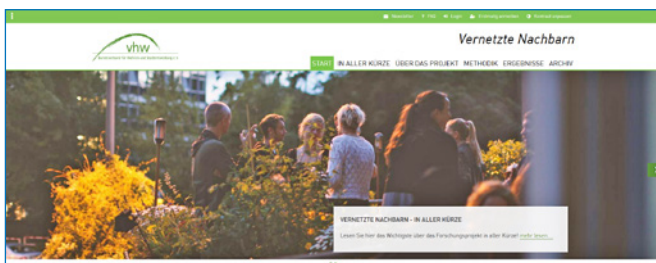 Newsletter FAQ Login
vhw
Vernetzte Nachbarn
START IN ALLER KÜRZE ÜBER DAS PROJEKT METHODIK ERGEBNISSE ARCHIV
VERNETZTE NACHBARN - IN ALLER KÜRZE
Lesen Sie hier das Wichtigste über das Forschungsprojekt in aller Kürze! mehr lesen...